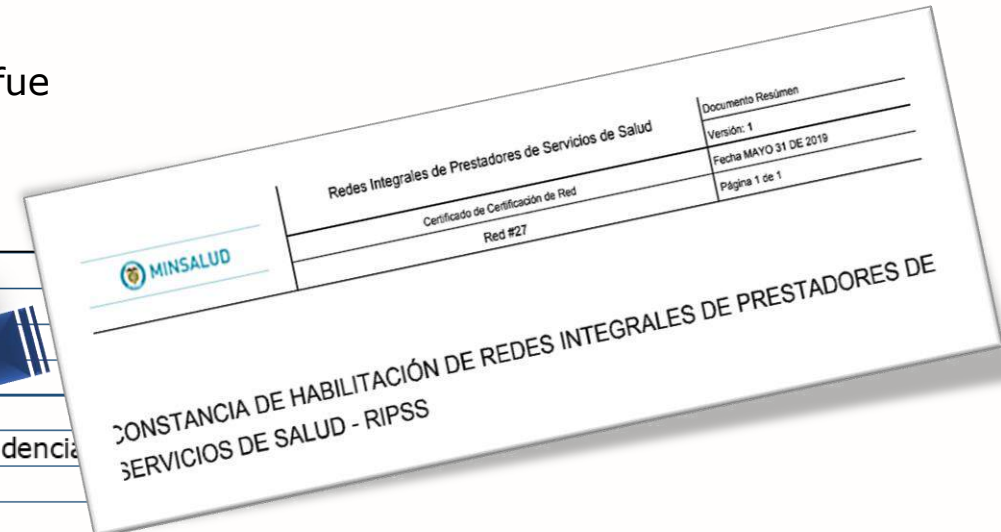 fue
Redes Integrales de Prestadores de Servicios de Salud
Documento Resúmen
Versión: 1
Fecha MAYO 31 DE 2019
Página 1 de 1
Certificado de Certificación de Red
Red #27
MINSALUD
CONSTANCIA DE HABILITACIÓN DE REDES INTEGRALES DE PRESTADORES DE
SERVICIOS DE SALUD - RIPSS
dencia